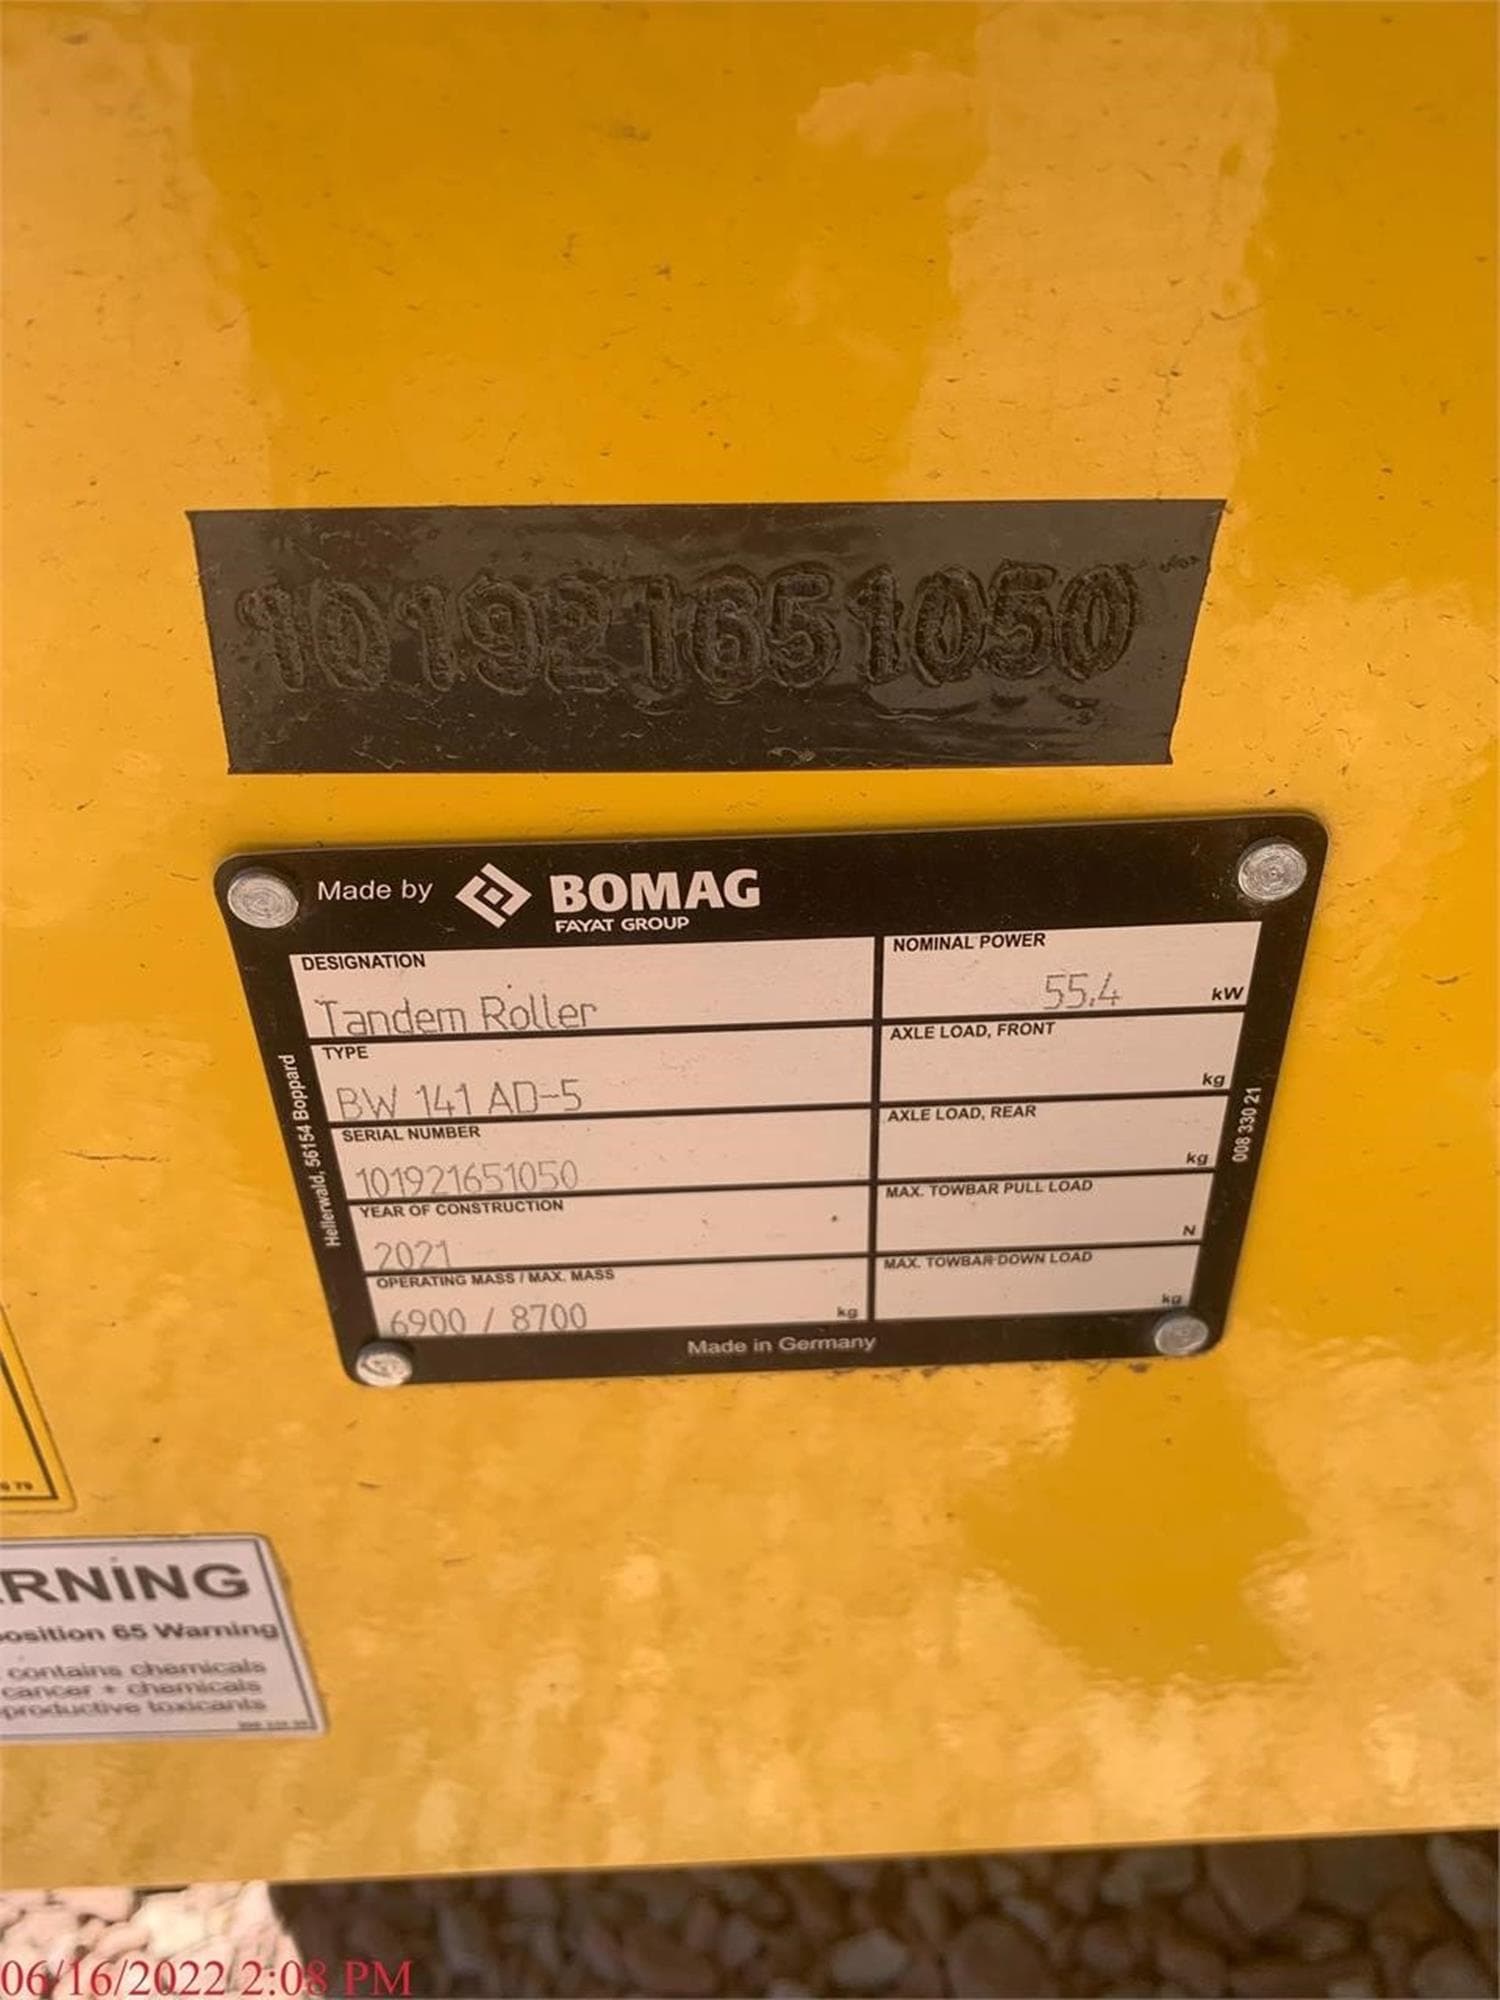 101921651050
Made by BOMAG
FAYAT GROUP
DESIGNATION
Tandem Roller
TYPE
BW 141 AD-5
SERIAL NUMBER
101921651050
YEAR OF CONSTRUCTION
2021
OPERATING MASS / MAX. MASS
6900 / 8700 kg
NOMINAL POWER
55.4 kW
AXLE LOAD, FRONT
kg
AXLE LOAD, REAR
kg
MAX. TOWBAR PULL LOAD
N
MAX. TOWBAR DOWN LOAD
kg
Hellerwald, 56154 Boppard
008 330 21
Made in Germany
RNING
osition 65 Warning
contains chemicals
cancer + chemicals
productive toxicants
06/16/2022 2:08 PM